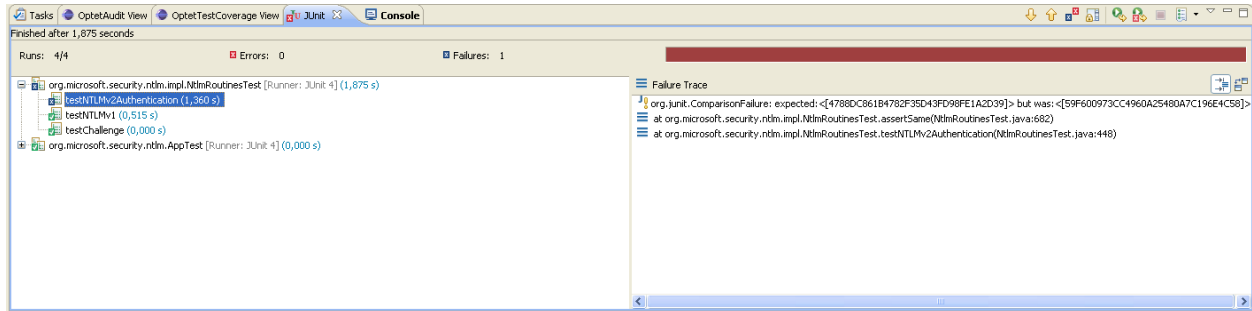 Tasks OptetAudit View OptetTestCoverage View JUnit Console
Finished after 1,875 seconds
Runs: 4/4 Errors: 0 Failures: 1
org.microsoft.security.ntlm.impl.NtlmRoutinesTest [Runner: JUnit 4] (1,875 s)
testNTLMv2Authentication (1,360 s)
testNTLMv1 (0,515 s)
testChallenge (0,000 s)
org.microsoft.security.ntlm.AppTest [Runner: JUnit 4] (0,000 s)
Failure Trace
org.junit.ComparisonFailure: expected:<[4788DC861B4782F35D43FD98FE1A2D39]> but was:<[59F600973CC4960A25480A7C196E4C58]>
at org.microsoft.security.ntlm.impl.NtlmRoutinesTest.assertSame(NtlmRoutinesTest.java:682)
at org.microsoft.security.ntlm.impl.NtlmRoutinesTest.testNTLMv2Authentication(NtlmRoutinesTest.java:448)